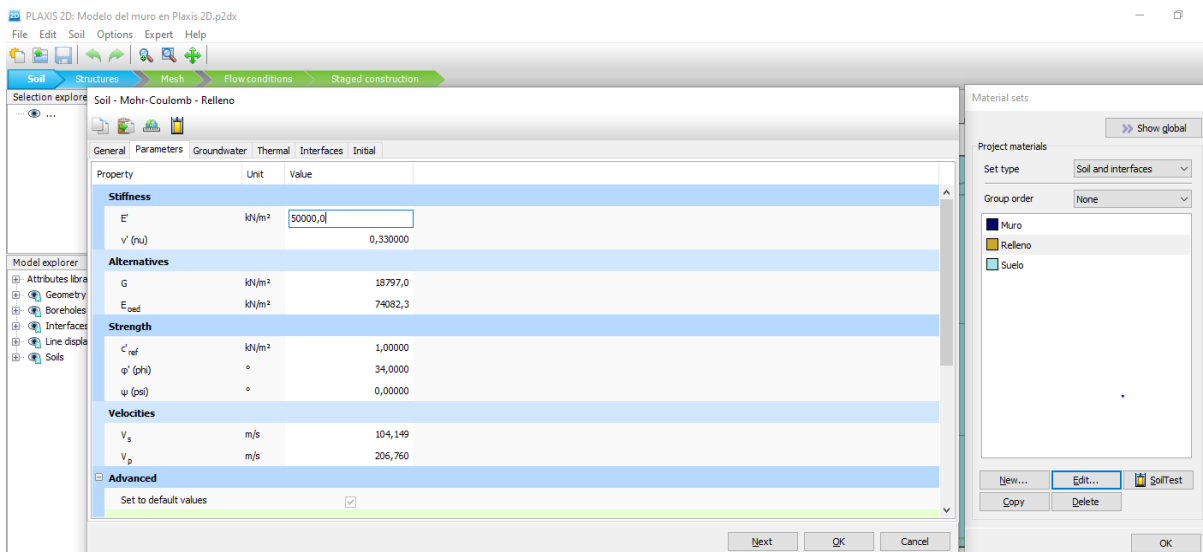 2D PLAXIS 2D: Modelo del muro en Plaxis 2D.p2dx
File Edit Soil Options Expert Help
Soil Structures Mesh Flow conditions Staged construction
Selection explore
...
Model explorer
Attributes libra
Geometry
Boreholes
Interfaces
Line displa
Soils
Soil - Mohr-Coulomb - Relleno
General Parameters Groundwater Thermal Interfaces Initial
Property Unit Value
Stiffness
E' kN/m² 50000,0
ν' (nu) 0,330000
Alternatives
G kN/m² 18797,0
E oed kN/m² 74082,3
Strength
c' ref kN/m² 1,00000
φ' (phi) ° 34,0000
ψ (psi) ° 0,00000
Velocities
V s m/s 104,149
V p m/s 206,760
Advanced
Set to default values
Next OK Cancel
Material sets
Show global
Project materials
Set type Soil and interfaces
Group order None
Muro
Relleno
Suelo
New... Edit... SoilTest
Copy Delete
OK